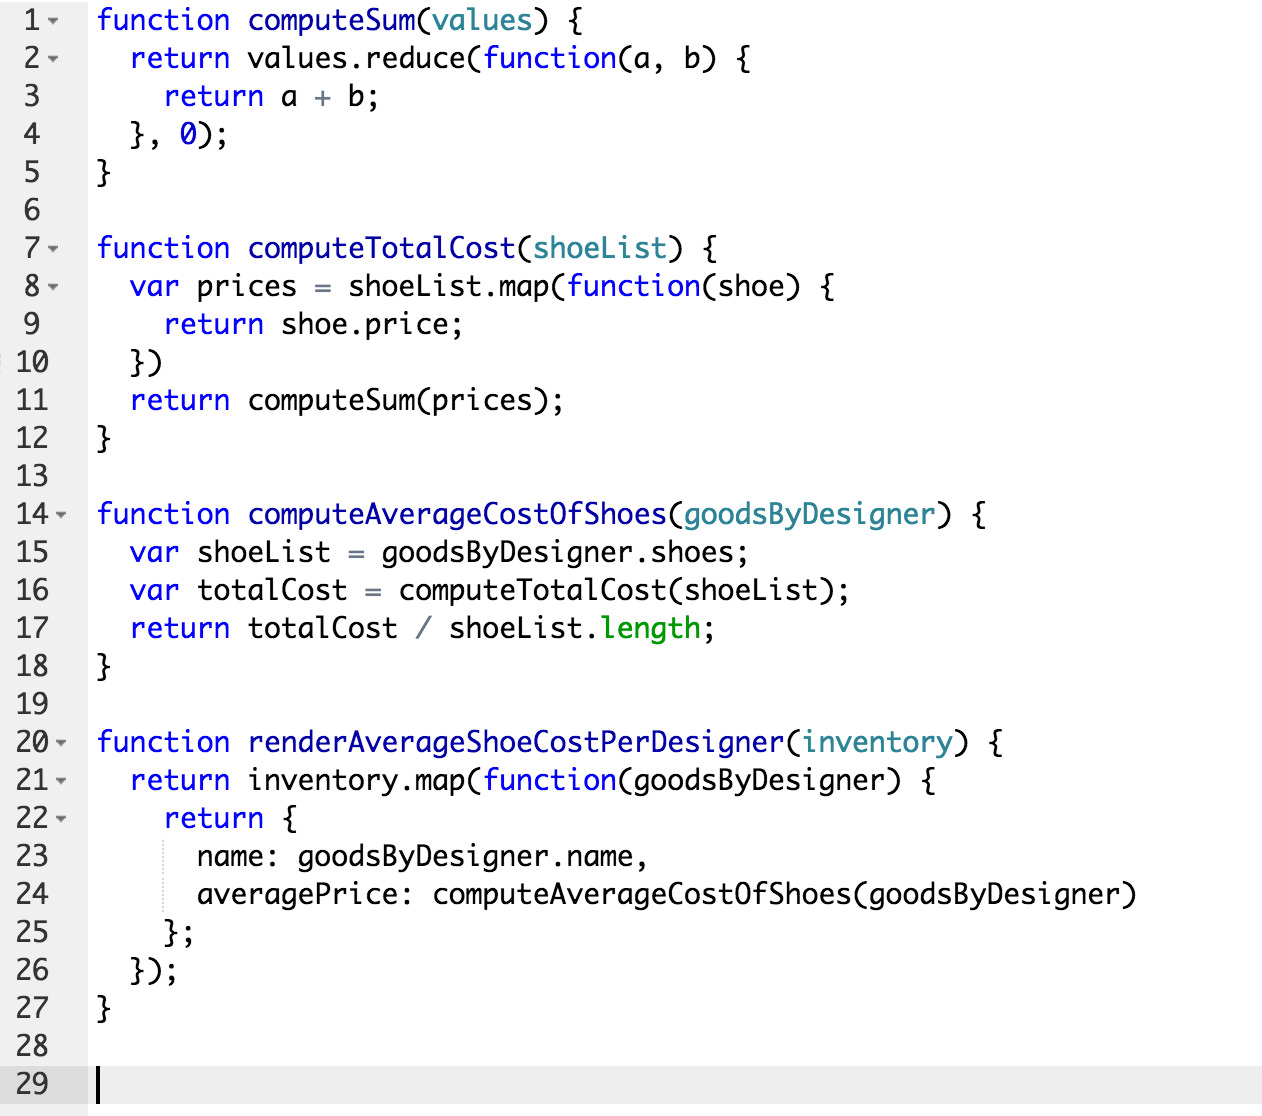 1 function computeSum(values) {
2   return values.reduce(function(a, b) {
3     return a + b;
4   }, 0);
5 }
6
7 function computeTotalCost(shoeList) {
8   var prices = shoeList.map(function(shoe) {
9     return shoe.price;
10   })
11   return computeSum(prices);
12 }
13
14 function computeAverageCostOfShoes(goodsByDesigner) {
15   var shoeList = goodsByDesigner.shoes;
16   var totalCost = computeTotalCost(shoeList);
17   return totalCost / shoeList.length;
18 }
19
20 function renderAverageShoeCostPerDesigner(inventory) {
21   return inventory.map(function(goodsByDesigner) {
22     return {
23       name: goodsByDesigner.name,
24       averagePrice: computeAverageCostOfShoes(goodsByDesigner)
25     };
26   });
27 }
28
29